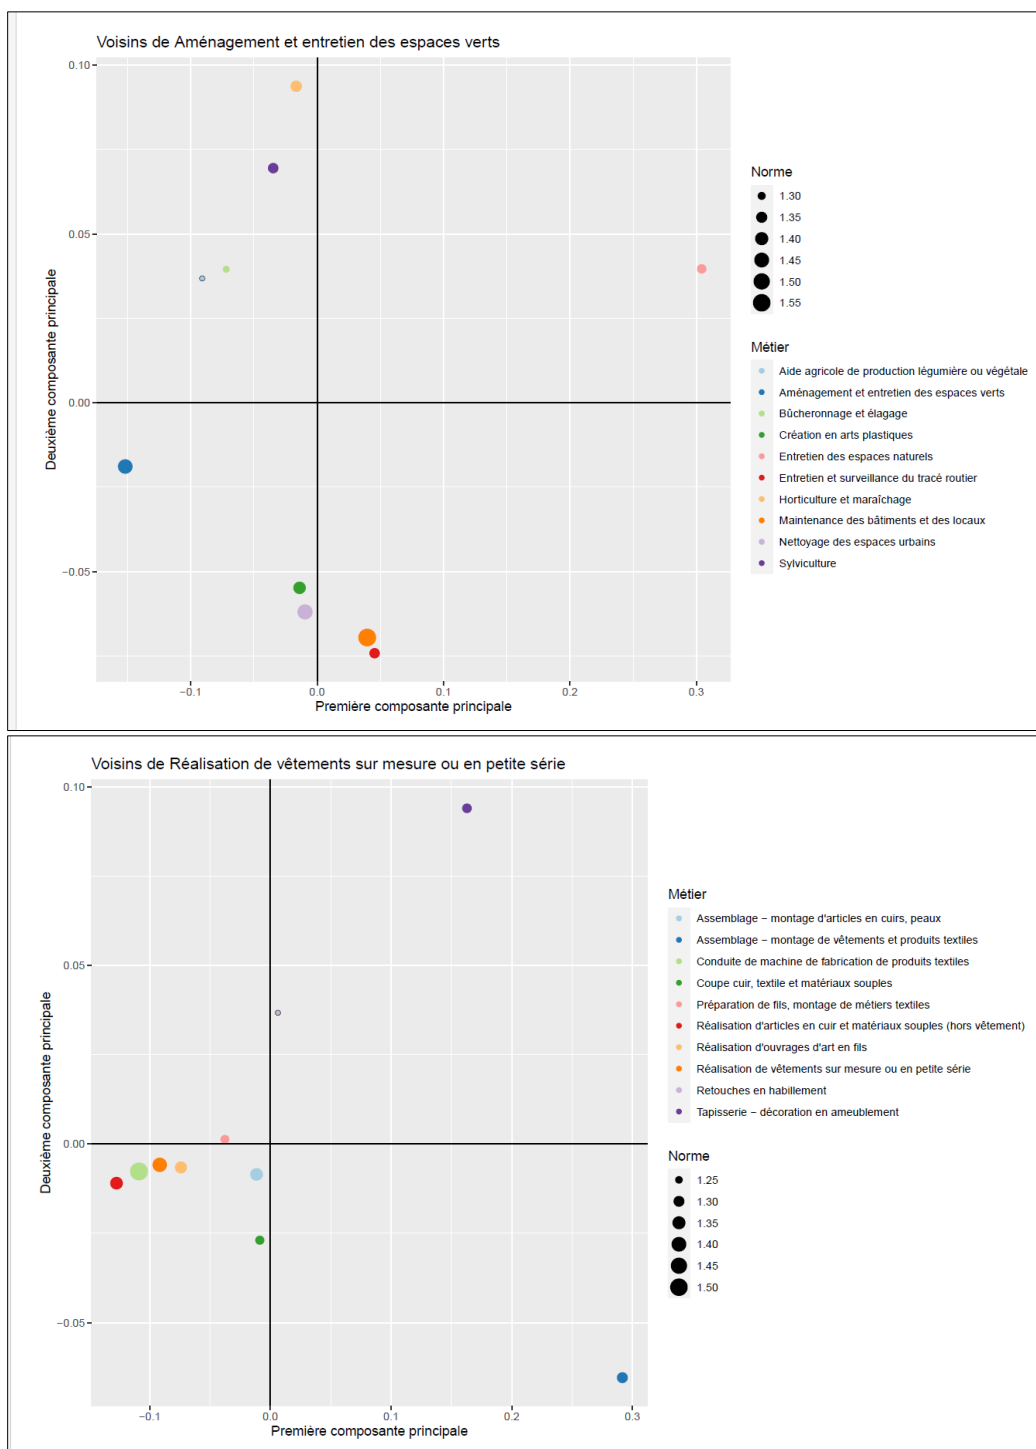 Voisins de Aménagement et entretien des espaces verts
0.10
0.05
0.00
−0.05
Deuxième composante principale
−0.1
0.0
0.1
0.2
0.3
Première composante principale
Norme
1.30
1.35
1.40
1.45
1.50
1.55
Métier
Aide agricole de production légumière ou végétale
Aménagement et entretien des espaces verts
Bûcheronnage et élagage
Création en arts plastiques
Entretien des espaces naturels
Entretien et surveillance du tracé routier
Horticulture et maraîchage
Maintenance des bâtiments et des locaux
Nettoyage des espaces urbains
Sylviculture
Voisins de Réalisation de vêtements sur mesure ou en petite série
0.10
0.05
0.00
−0.05
Deuxième composante principale
−0.1
0.0
0.1
0.2
0.3
Première composante principale
Métier
Assemblage − montage d'articles en cuirs, peaux
Assemblage − montage de vêtements et produits textiles
Conduite de machine de fabrication de produits textiles
Coupe cuir, textile et matériaux souples
Préparation de fils, montage de métiers textiles
Réalisation d'articles en cuir et matériaux souples (hors vêtement)
Réalisation d'ouvrages d'art en fils
Réalisation de vêtements sur mesure ou en petite série
Retouches en habillement
Tapisserie − décoration en ameublement
Norme
1.25
1.30
1.35
1.40
1.45
1.50